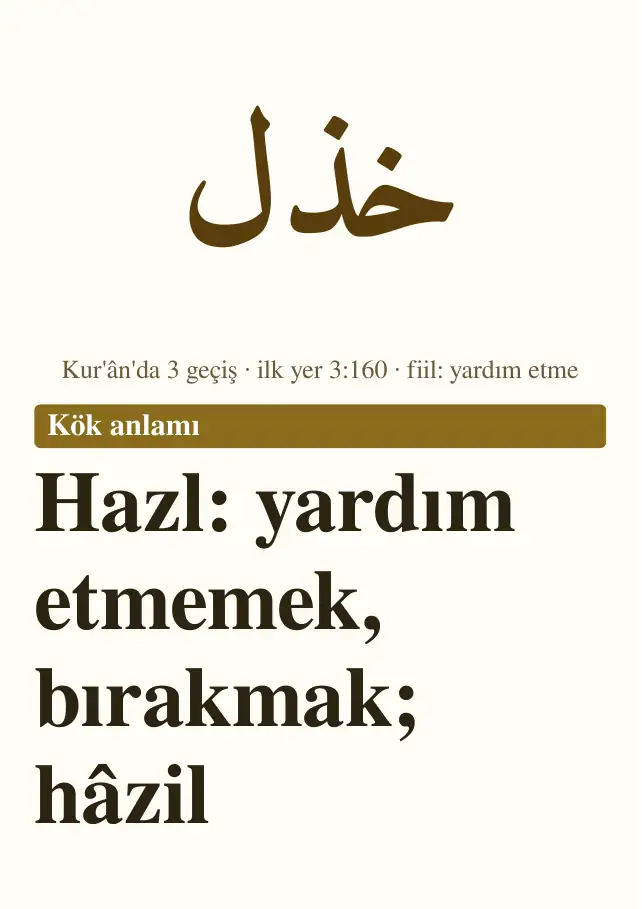 خذل
Kur'ân'da 3 geçiş · ilk yer 3:160 · fiil: yardım etme
Kök anlamı
Hazl: yardım
etmemek,
bırakmak;
hâzil